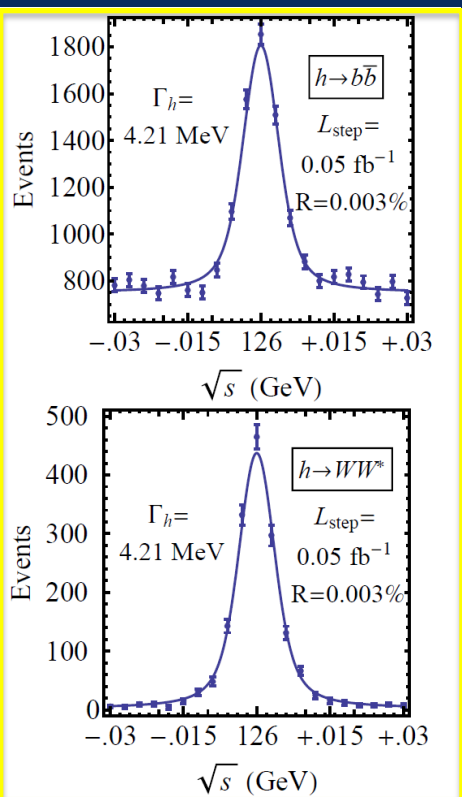 1800
1600
1400
1200
1000
800
Events
Γh=
4.21 MeV
h→bb̅
Lstep=
0.05 fb⁻¹
R=0.003%
−.03 −.015 126 +.015 +.03
√s (GeV)
500
400
300
200
100
0
Events
Γh=
4.21 MeV
h→WW*
Lstep=
0.05 fb⁻¹
R=0.003%
−.03 −.015 126 +.015 +.03
√s (GeV)